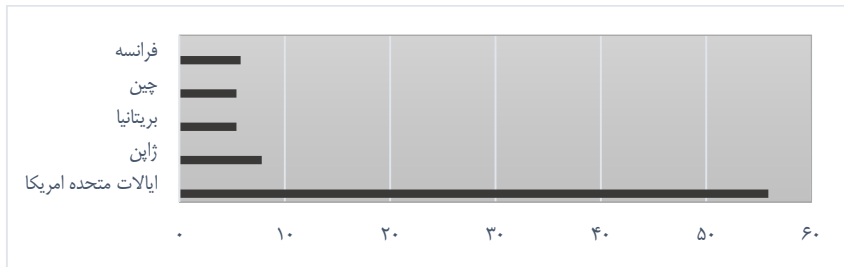 فرانسه
چین
بریتانیا
ژاپن
ایالات متحده امریکا
۰ ۱۰ ۲۰ ۳۰ ۴۰ ۵۰ ۶۰